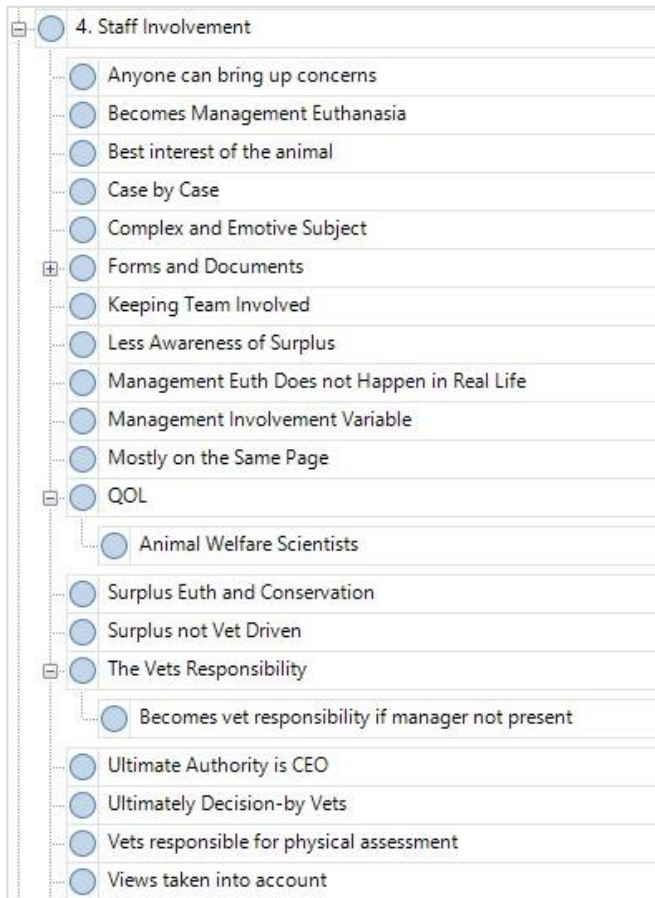 4. Staff Involvement
Anyone can bring up concerns
Becomes Management Euthanasia
Best interest of the animal
Case by Case
Complex and Emotive Subject
Forms and Documents
Keeping Team Involved
Less Awareness of Surplus
Management Euth Does not Happen in Real Life
Management Involvement Variable
Mostly on the Same Page
QOL
Animal Welfare Scientists
Surplus Euth and Conservation
Surplus not Vet Driven
The Vets Responsibility
Becomes vet responsibility if manager not present
Ultimate Authority is CEO
Ultimately Decision-by Vets
Vets responsible for physical assessment
Views taken into account